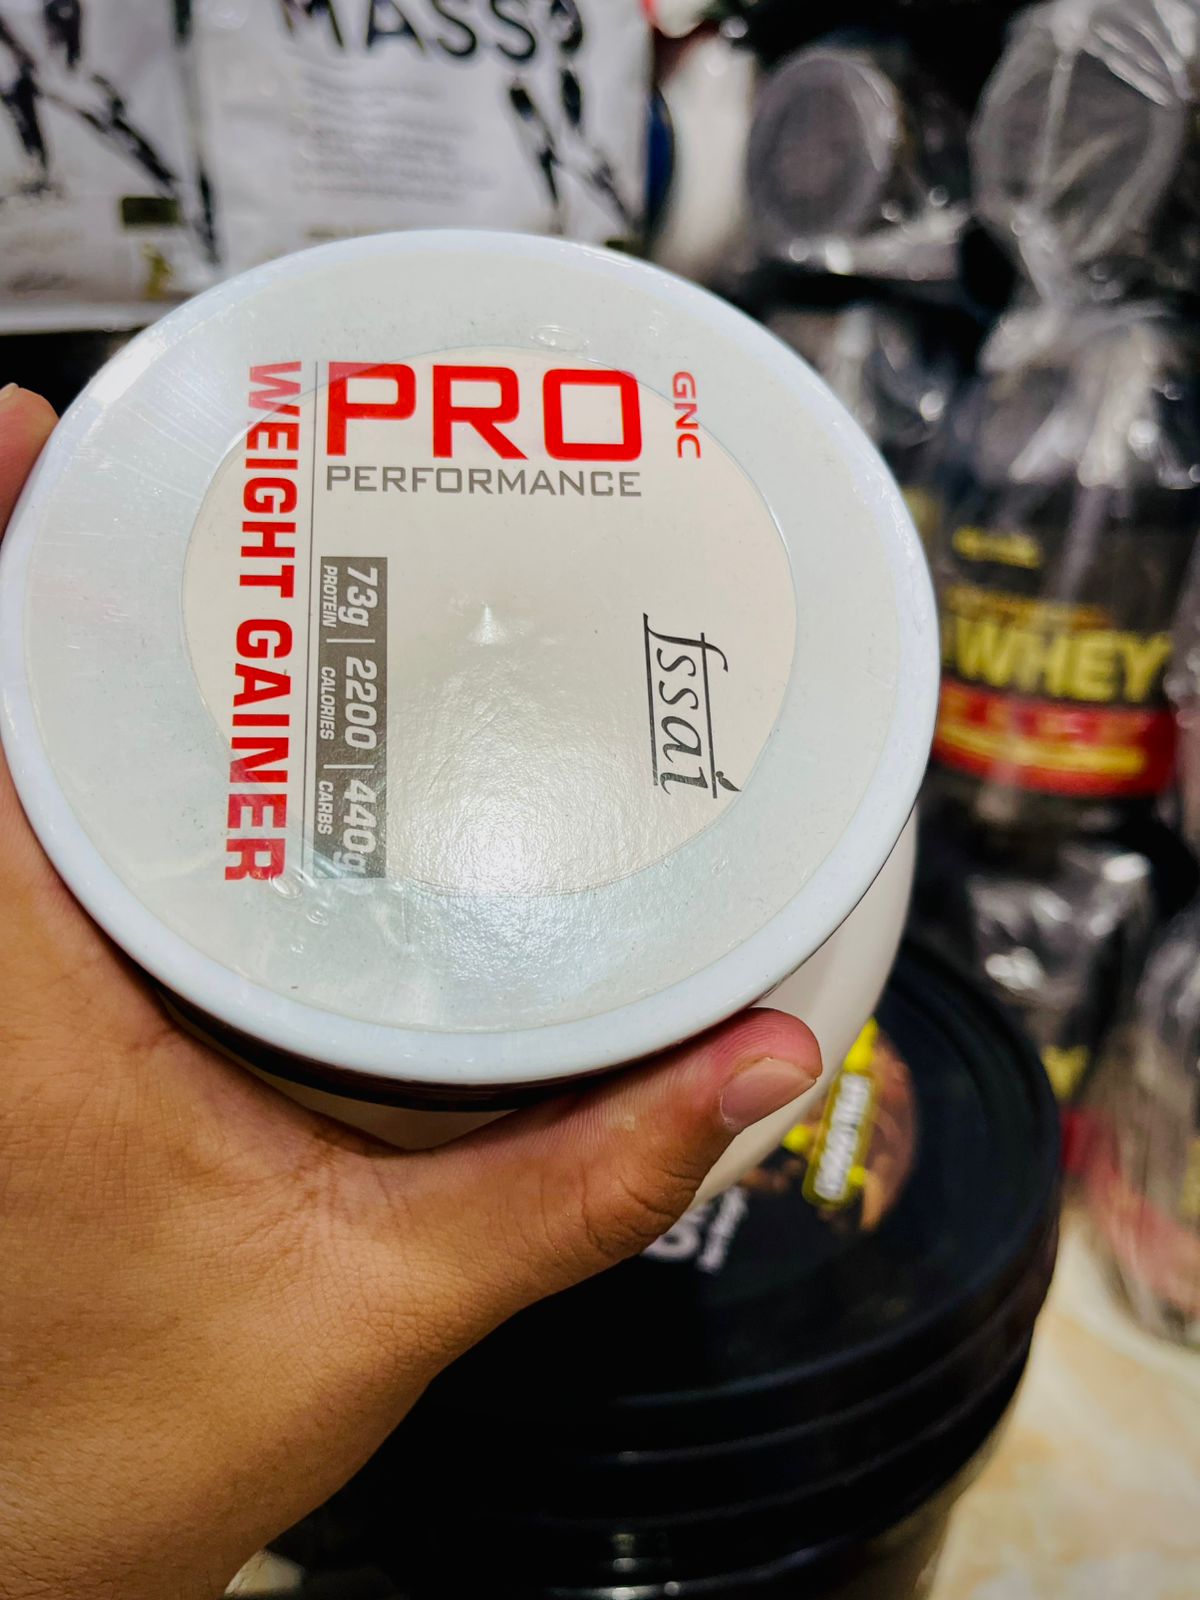 MASS
GNC
PRO
PERFORMANCE
WEIGHT GAINER
73g | 2200 | 440g
PROTEIN CALORIES CARBS
fssai
WHEY